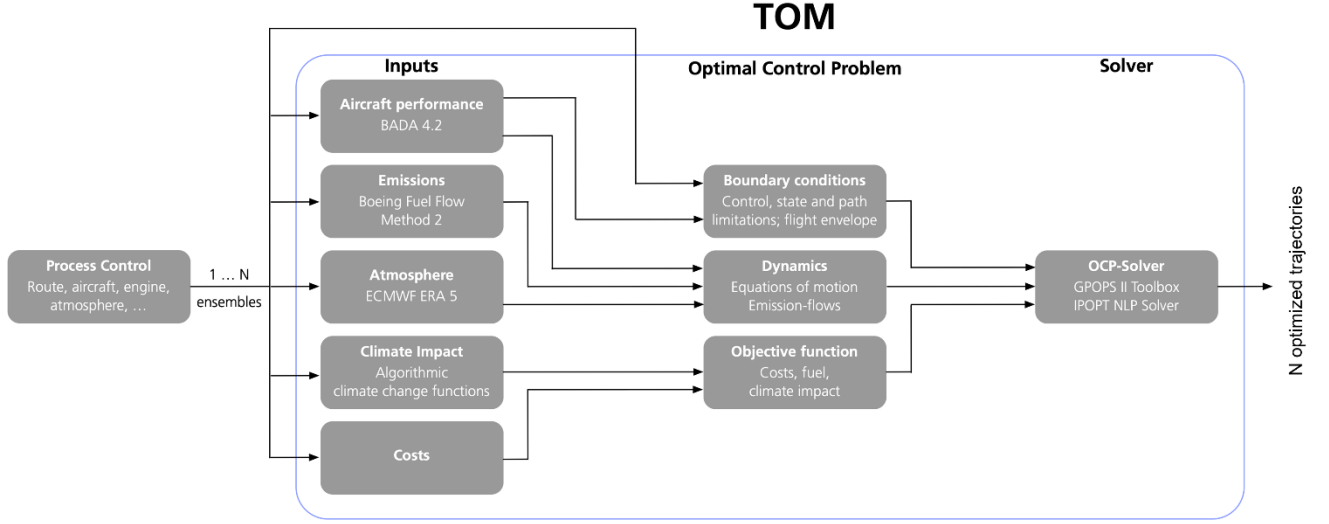 TOM
Inputs
Optimal Control Problem
Solver
Process Control
Route, aircraft, engine,
atmosphere, ...
1 ... N
ensembles
Aircraft performance
BADA 4.2
Emissions
Boeing Fuel Flow
Method 2
Atmosphere
ECMWF ERA 5
Climate Impact
Algorithmic
climate change functions
Costs
Boundary conditions
Control, state and path
limitations; flight envelope
Dynamics
Equations of motion
Emission-flows
Objective function
Costs, fuel,
climate impact
OCP-Solver
GPOPS II Toolbox
IPOPT NLP Solver
N optimized trajectories